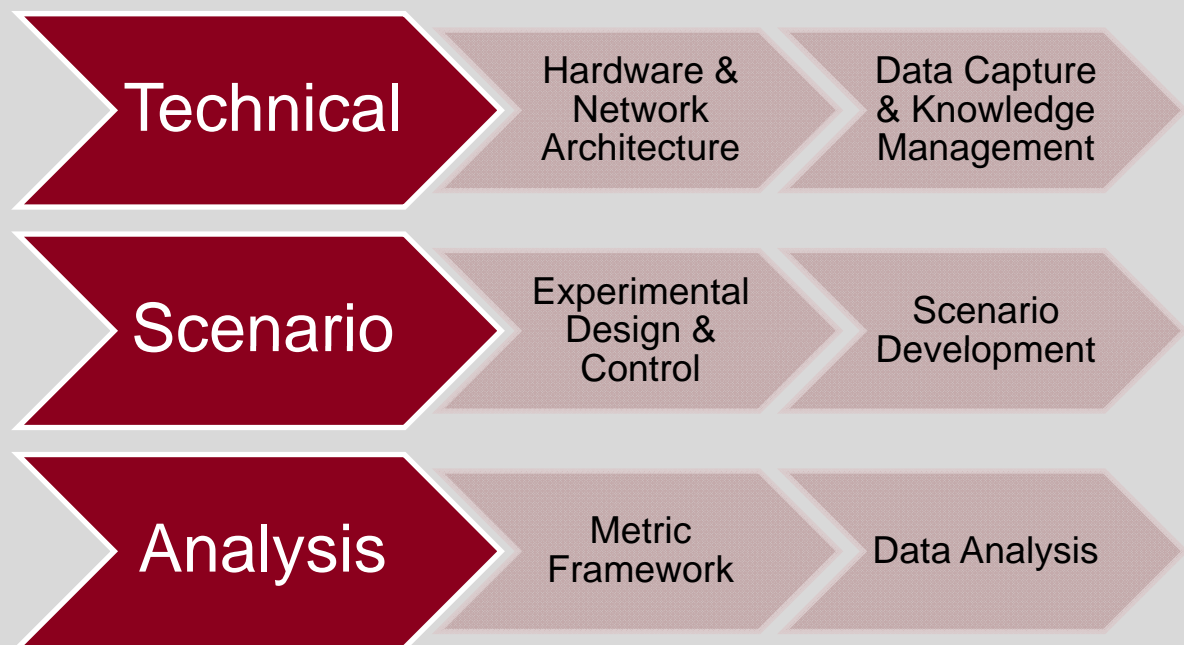 Technical
Hardware &
Network
Architecture
Data Capture
& Knowledge
Management
Scenario
Experimental
Design &
Control
Scenario
Development
Analysis
Metric
Framework
Data Analysis